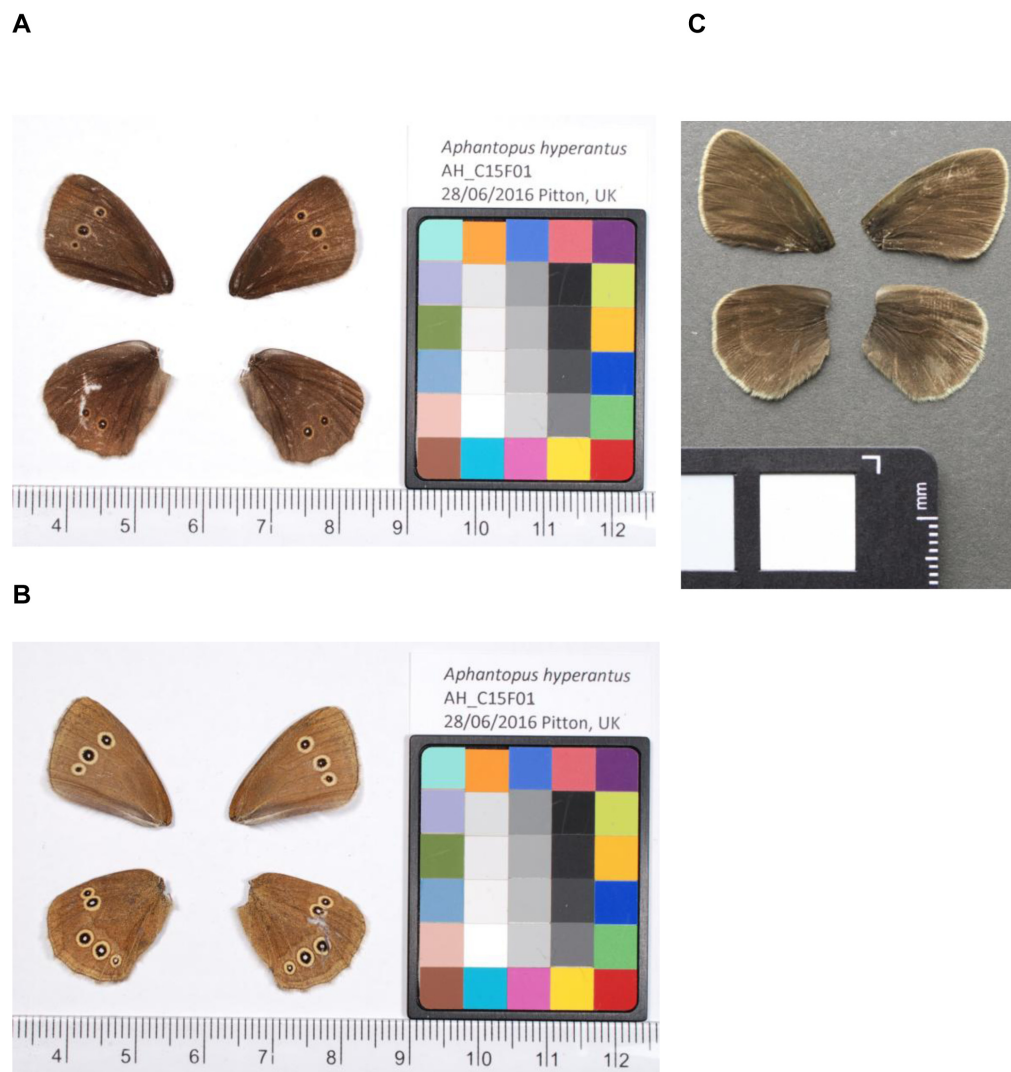 A
Aphantopus hyperantus
AH_C15F01
28/06/2016 Pitton, UK
4 5 6 7 8 9 10 11 12
B
Aphantopus hyperantus
AH_C15F01
28/06/2016 Pitton, UK
4 5 6 7 8 9 10 11 12
C
mm